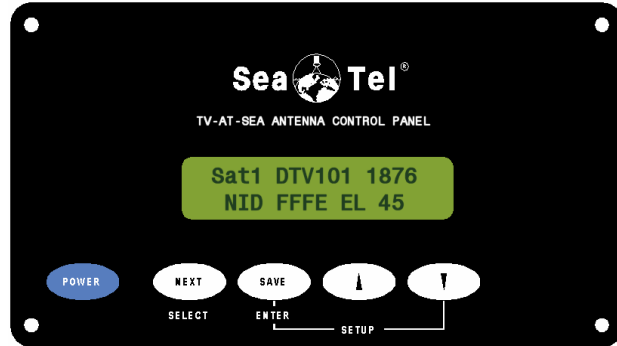 Sea Tel®
TV-AT-SEA ANTENNA CONTROL PANEL
Sat1 DTV101 1876
NID FFFE EL 45
POWER NEXT SAVE
SELECT ENTER
SETUP